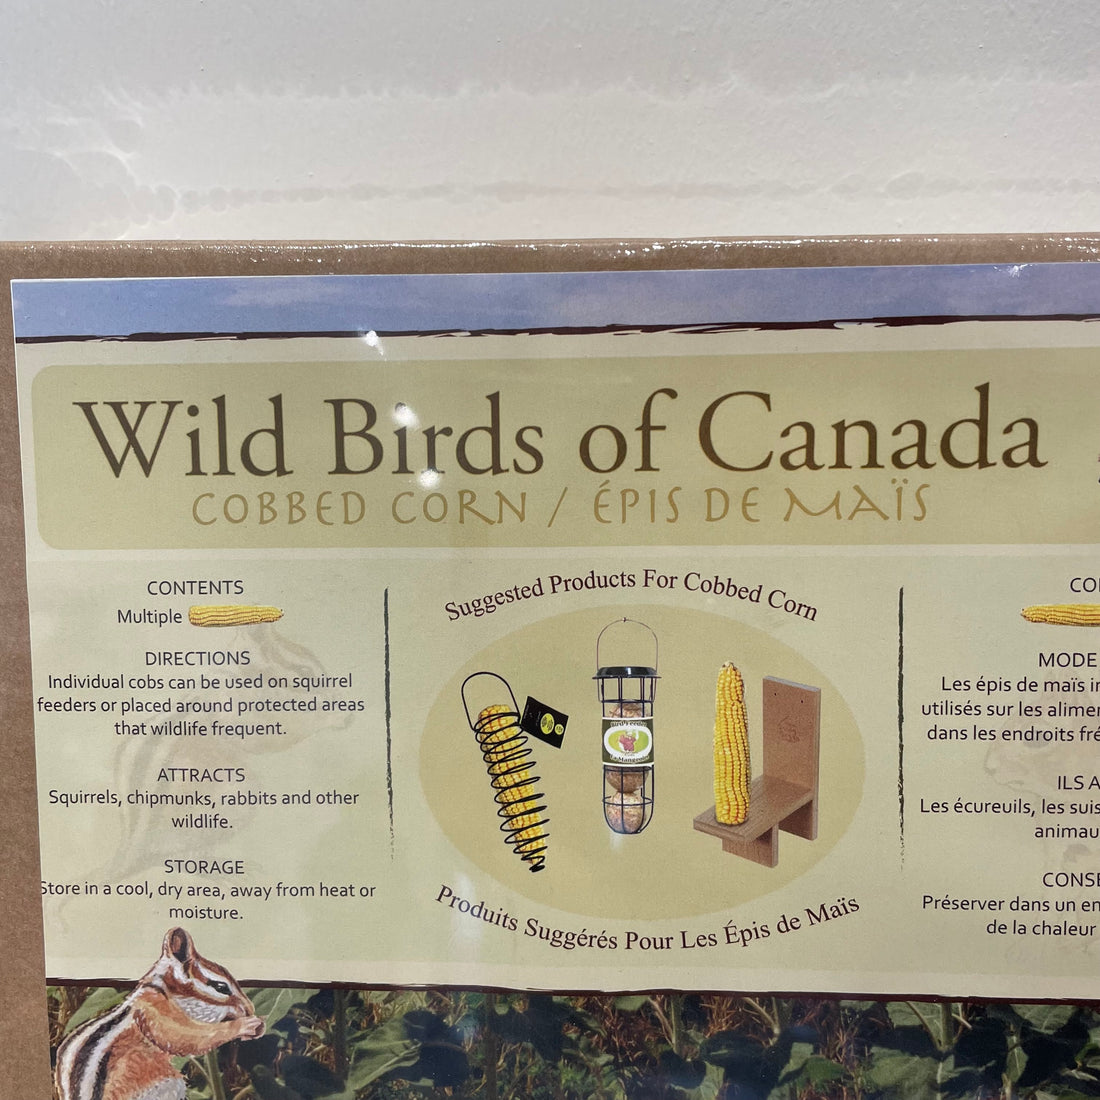 Wild Birds of Canada
COBBED CORN / ÉPIS DE MAÏS
CONTENTS
Multiple
DIRECTIONS
Individual cobs can be used on squirrel
feeders or placed around protected areas
that wildlife frequent.
ATTRACTS
Squirrels, chipmunks, rabbits and other
wildlife.
STORAGE
Store in a cool, dry area, away from heat or
moisture.
Suggested Products For Cobbed Corn
Produits Suggérés Pour Les Épis de Maïs
CO
MODE
Les épis de maïs in
utilisés sur les alimen
dans les endroits fré
ILS A
Les écureuils, les suis
animau
CONSE
Préserver dans un en
de la chaleur